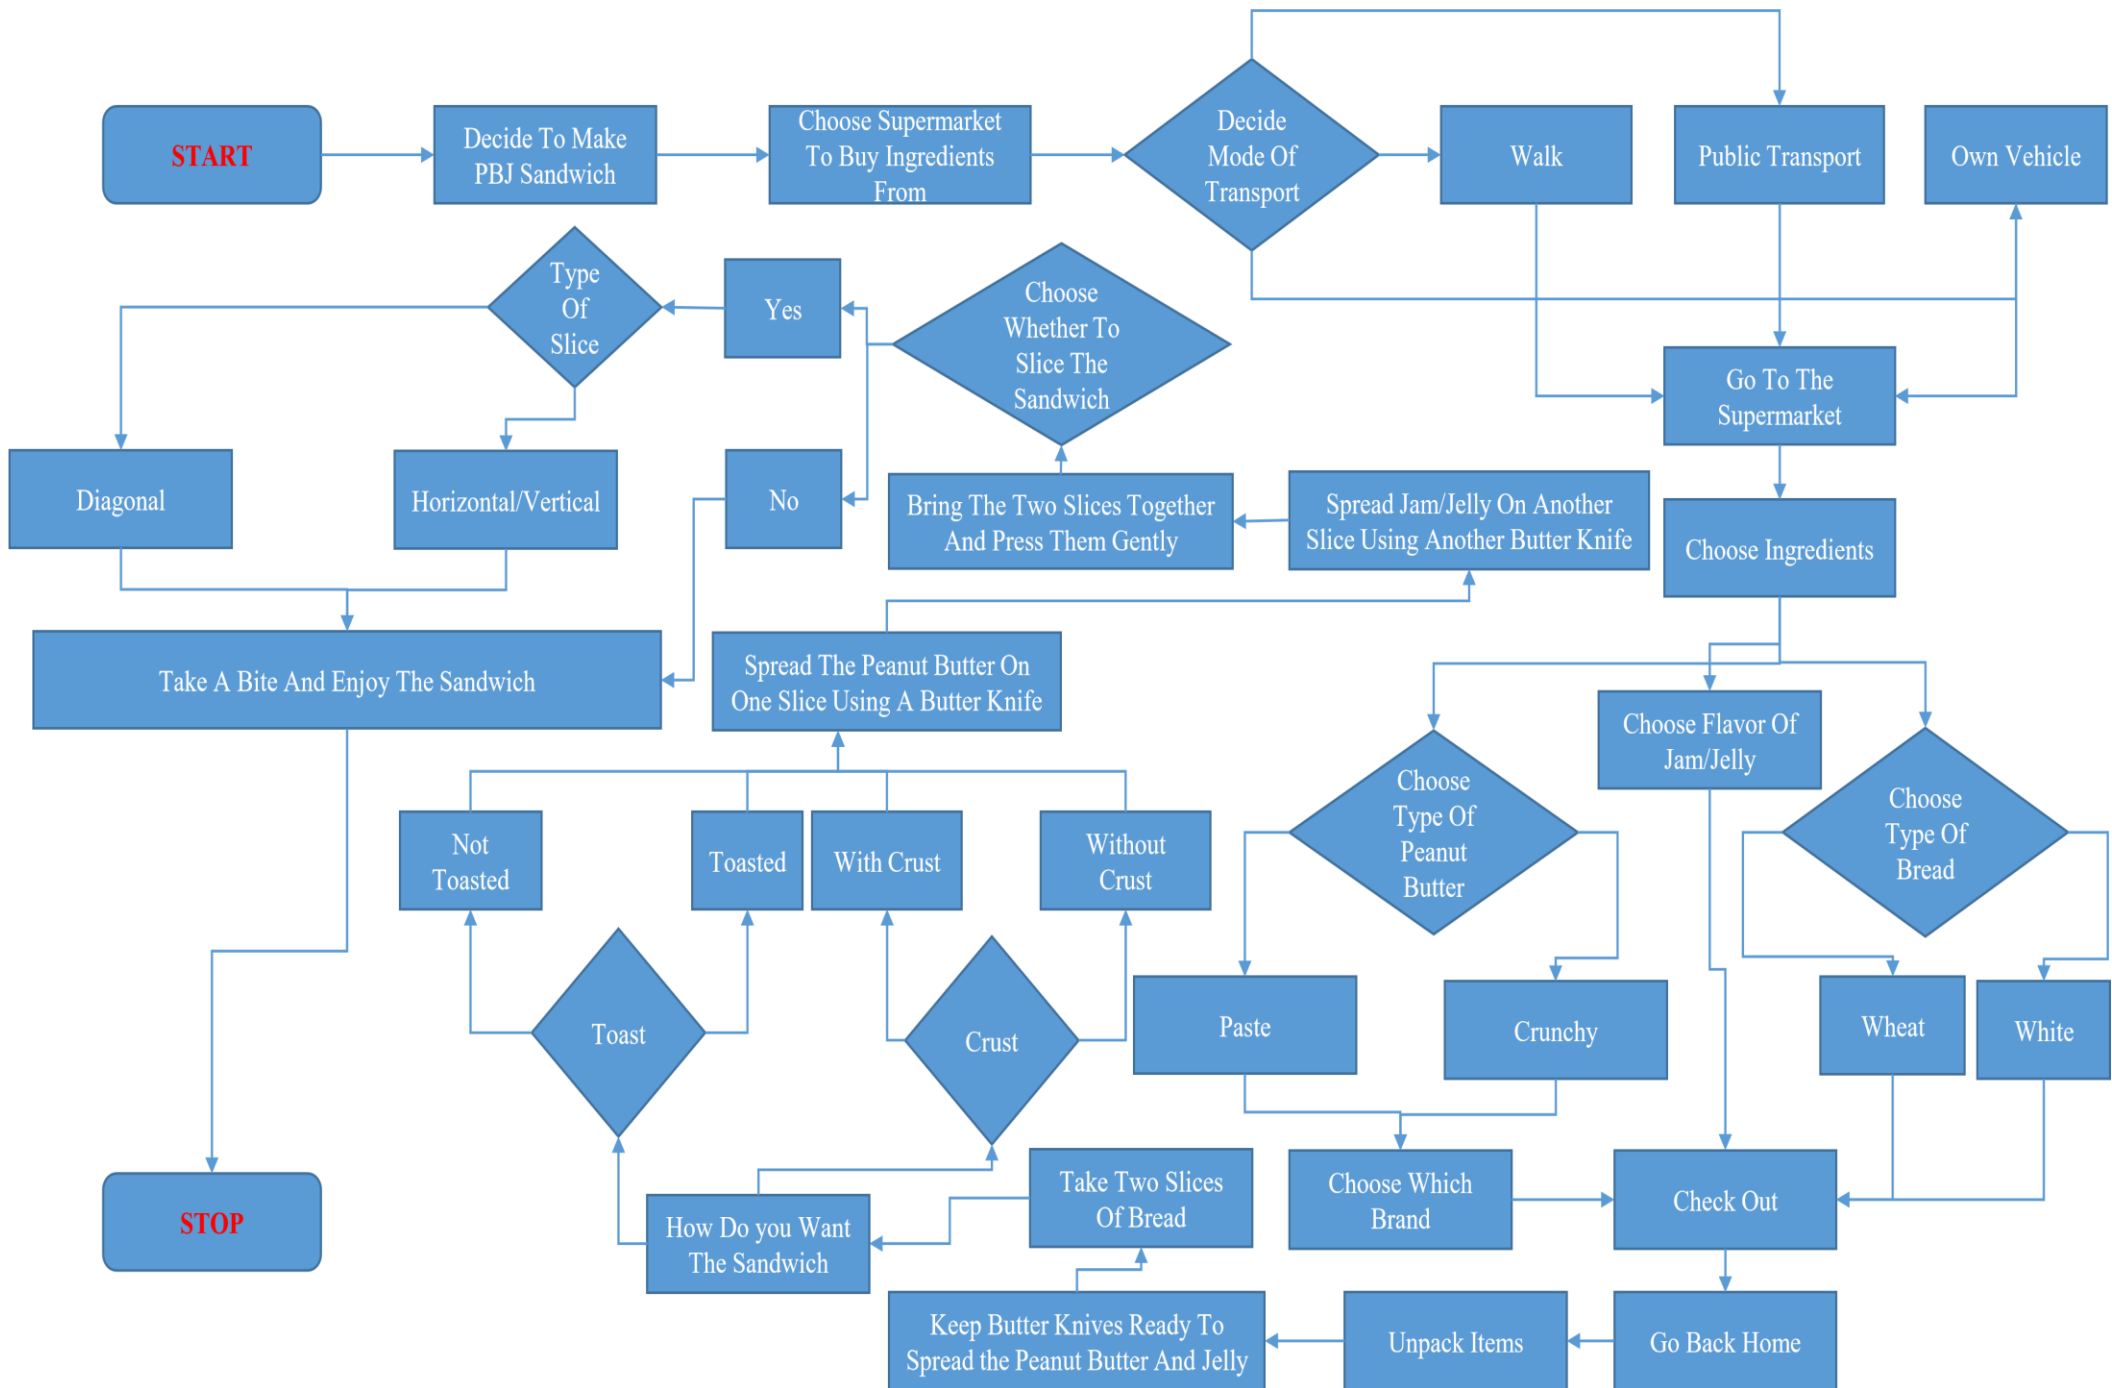 START
Decide To Make
PBJ Sandwich
Choose Supermarket
To Buy Ingredients
From
Decide
Mode Of
Transport
Walk
Public Transport
Own Vehicle
Type
Of
Slice
Yes
Choose
Whether To
Slice The
Sandwich
Go To The
Supermarket
Diagonal
Horizontal/Vertical
No
Bring The Two Slices Together
And Press Them Gently
Spread Jam/Jelly On Another
Slice Using Another Butter Knife
Choose Ingredients
Take A Bite And Enjoy The Sandwich
Spread The Peanut Butter On
One Slice Using A Butter Knife
Choose Flavor Of
Jam/Jelly
Not
Toasted
Toasted
With Crust
Without
Crust
Choose
Type Of
Peanut
Butter
Choose
Type Of
Bread
Toast
Crust
Paste
Crunchy
Wheat
White
STOP
How Do you Want
The Sandwich
Take Two Slices
Of Bread
Choose Which
Brand
Check Out
Keep Butter Knives Ready To
Spread the Peanut Butter And Jelly
Unpack Items
Go Back Home